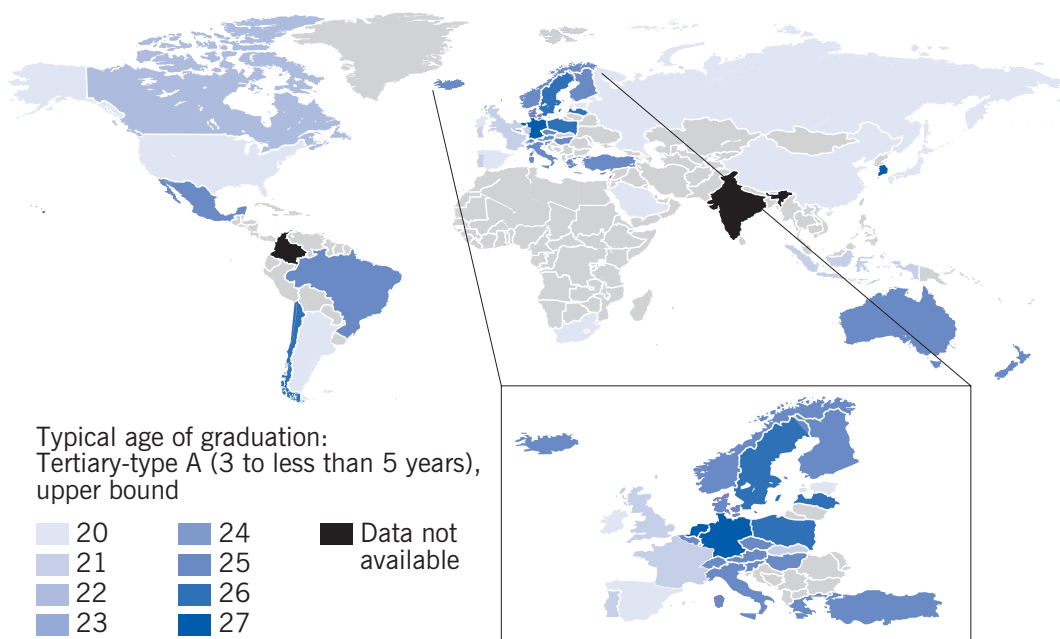 Typical age of graduation:
Tertiary-type A (3 to less than 5 years),
upper bound
20
21
22
23
24
25
26
27
Data not
available